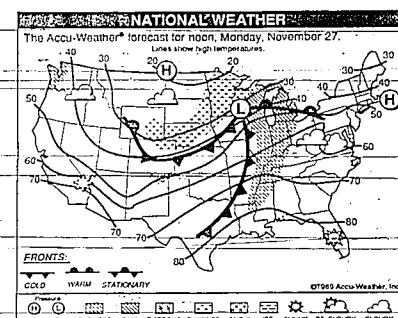 NATIONAL WEATHER
The Accu-Weather® forecast for noon, Monday, November 27.
Lines show high temperatures.
40 30 20 20 30
H 30 40
50 30 H
L 40 50
60
60
70 70
70 70
80
80
FRONTS:
COLD WARM STATIONARY
©1989 Accu-Weather, Inc
Pressure
H L